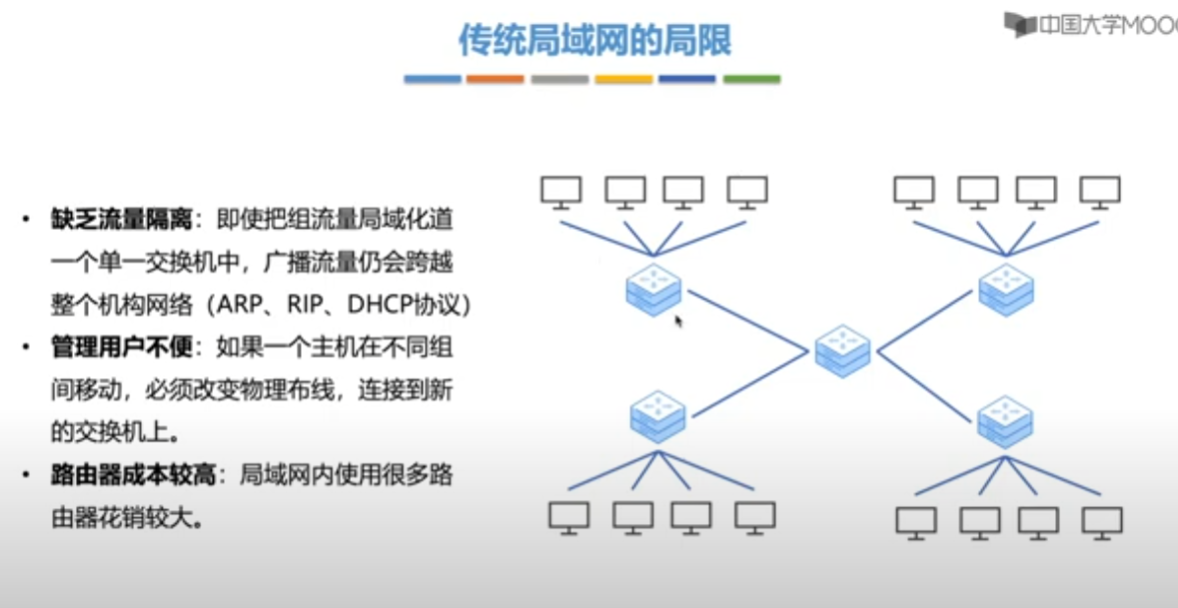 传统局域网的局限
中国大学MOO
• 缺乏流量隔离：即使把组流量局域化道
一个单一交换机中，广播流量仍会跨越
整个机构网络（ARP、RIP、DHCP协议）
• 管理用户不便：如果一个主机在不同组
间移动，必须改变物理布线，连接到新
的交换机上。
• 路由器成本较高：局域网内使用很多路
由器花销较大。